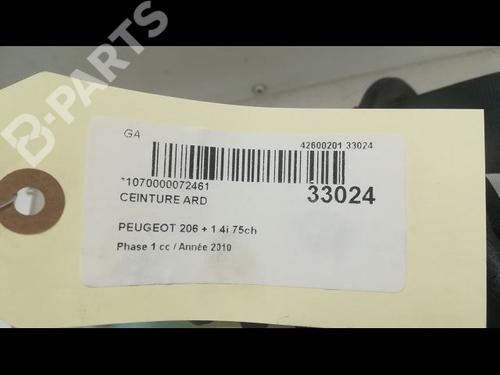 B-PARTS
GA
42600201 33024
*1070000072461
33024
CEINTURE ARD
PEUGEOT 206 + 1.4i 75ch
Phase 1 cc / Année 2010